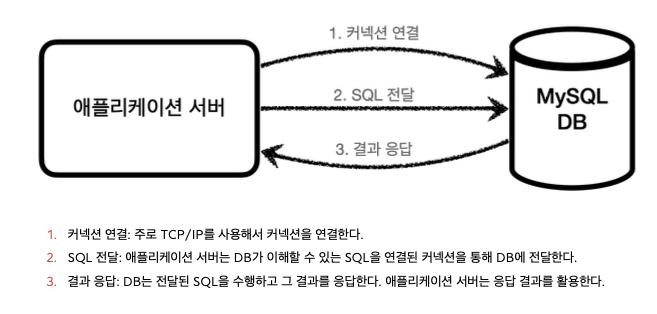 1. 커넥션 연결
애플리케이션 서버
2. SQL 전달
MySQL
DB
3. 결과 응답
1. 커넥션 연결: 주로 TCP/IP를 사용해서 커넥션을 연결한다.
2. SQL 전달: 애플리케이션 서버는 DB가 이해할 수 있는 SQL을 연결된 커넥션을 통해 DB에 전달한다.
3. 결과 응답: DB는 전달된 SQL을 수행하고 그 결과를 응답한다. 애플리케이션 서버는 응답 결과를 활용한다.